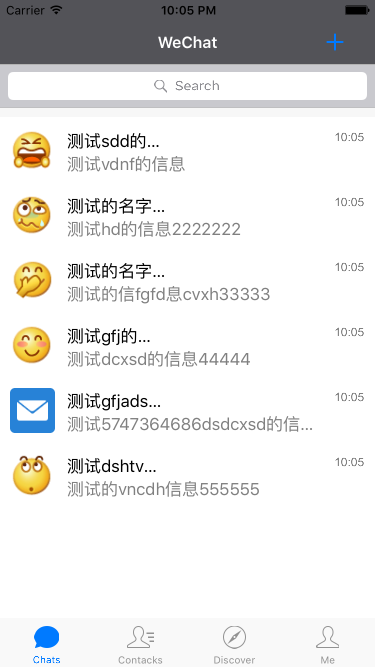 Carrier 10:05 PM
WeChat
Search
测试sdd的... 10:05
测试vdnf的信息
测试的名字... 10:05
测试hd的信息2222222
测试的名字... 10:05
测试的信fgfd息cvxh33333
测试gfj的... 10:05
测试dcxsd的信息44444
测试gfjads... 10:05
测试5747364686dsdcxsd的信...
测试dshtv... 10:05
测试的vncdh信息555555
Chats Contacks Discover Me